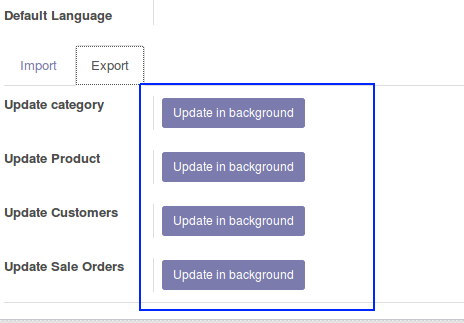 Default Language
Import Export
Update category Update in background
Update Product Update in background
Update Customers Update in background
Update Sale Orders Update in background